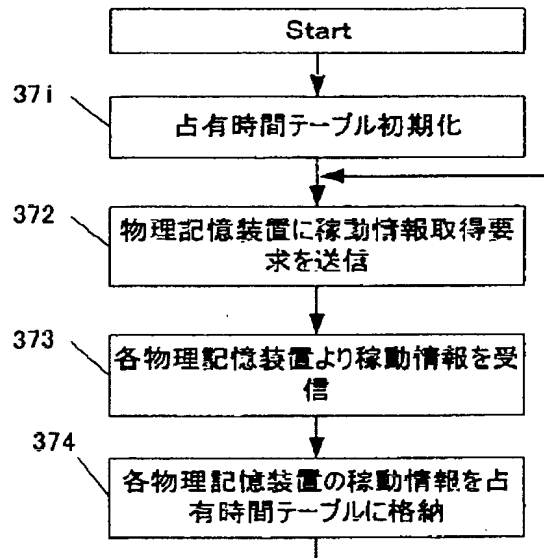 Start
37i
占有時間テーブル初期化
372
物理記憶装置に稼動情報取得要
求を送信
373
各物理記憶装置より稼動情報を受
信
374
各物理記憶装置の稼動情報を占
有時間テーブルに格納